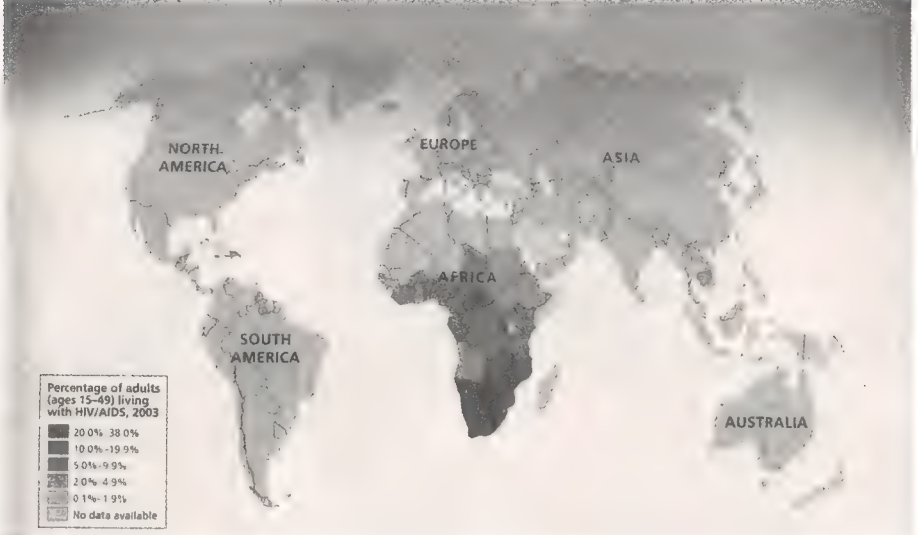 NORTH
AMERICA
EUROPE
ASIA
AFRICA
SOUTH
AMERICA
AUSTRALIA
Percentage of adults
(ages 15–49) living
with HIV/AIDS, 2003
20.0% 38.0%
10.0% -19.9%
5.0%-9.9%
2.0% 4.9%
0.1%-1.9%
No data available